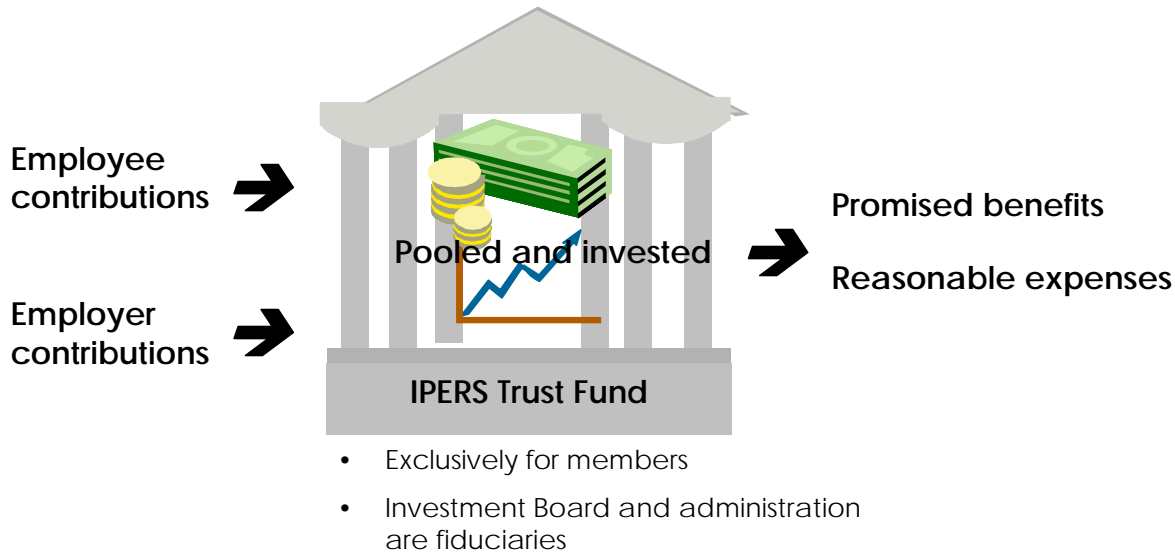 Employee
contributions
Employer
contributions
Pooled and invested
Promised benefits
Reasonable expenses
IPERS Trust Fund
• Exclusively for members
• Investment Board and administration
are fiduciaries